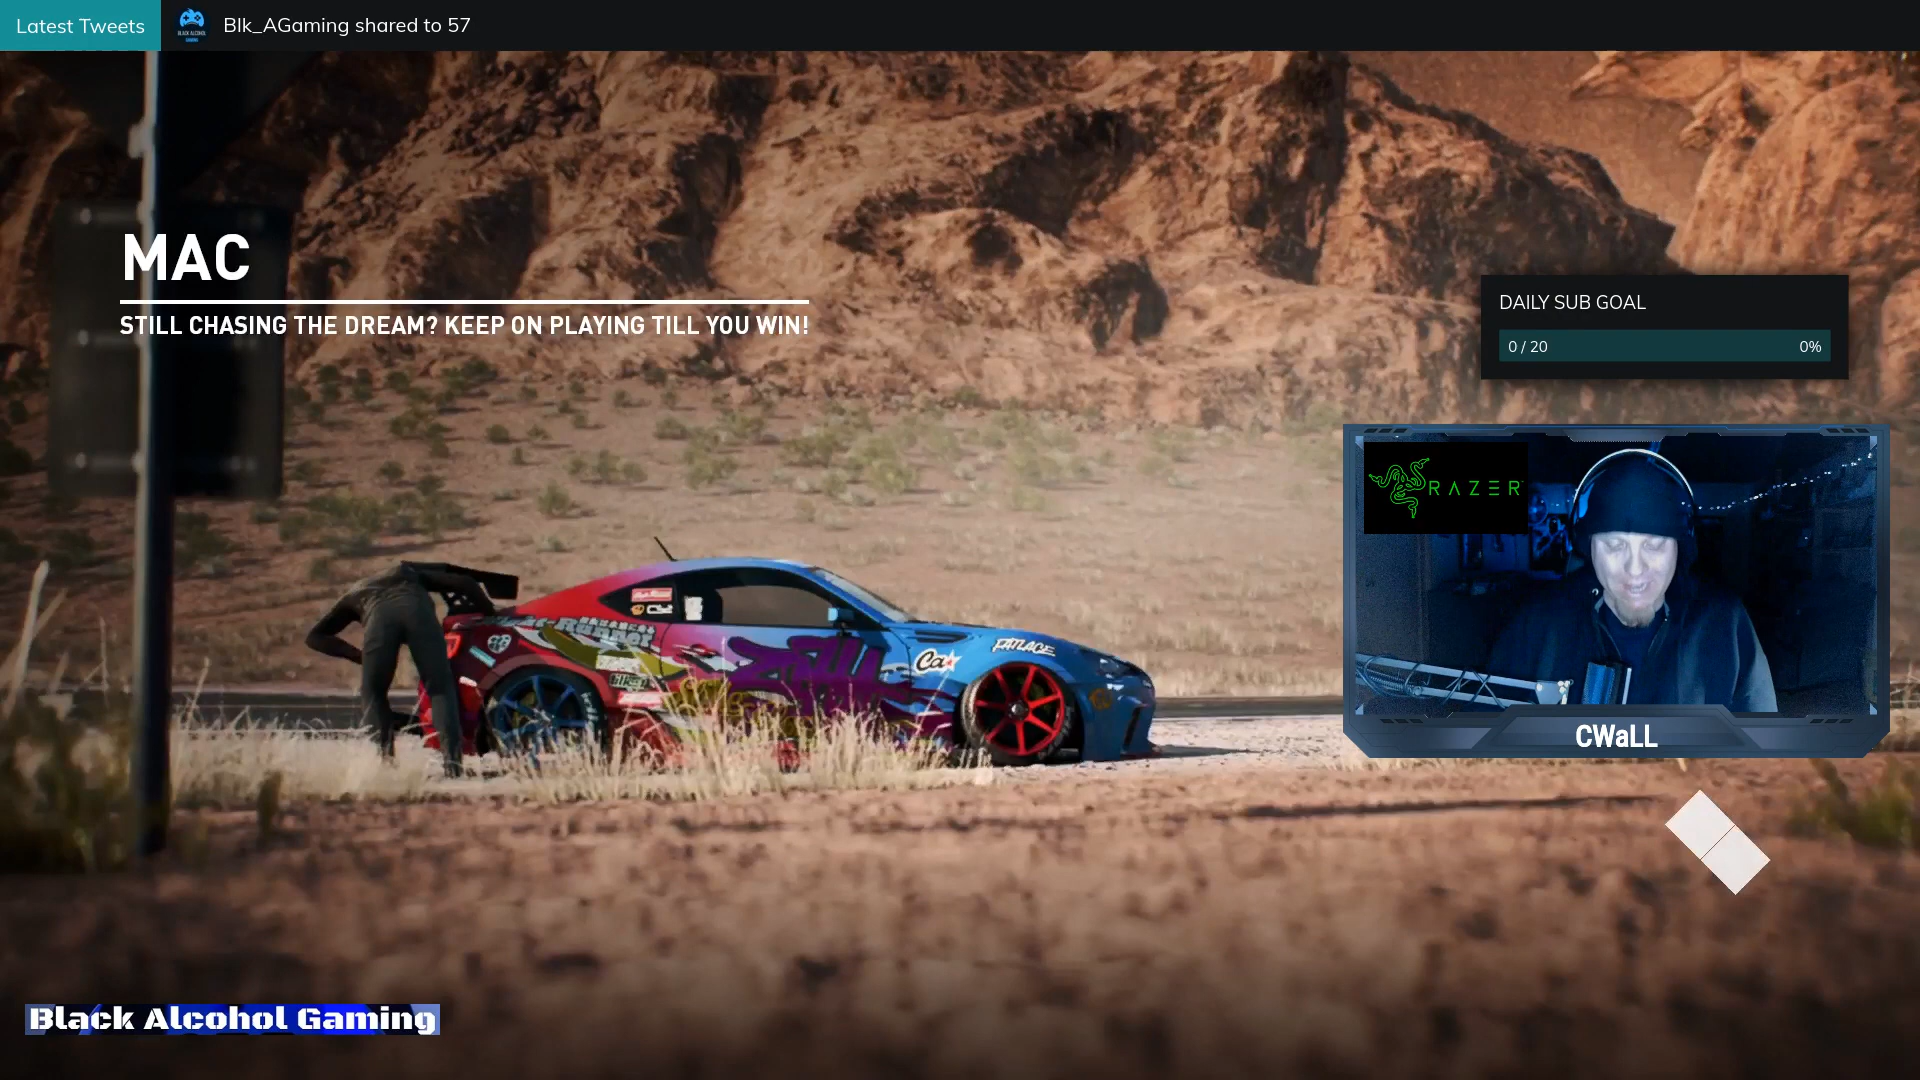 Latest Tweets
Blk_AGaming shared to 57
MAC
STILL CHASING THE DREAM? KEEP ON PLAYING TILL YOU WIN!
DAILY SUB GOAL
0 / 20
0%
RAZER
CWaLL
FATLACE
Black Alcohol Gaming